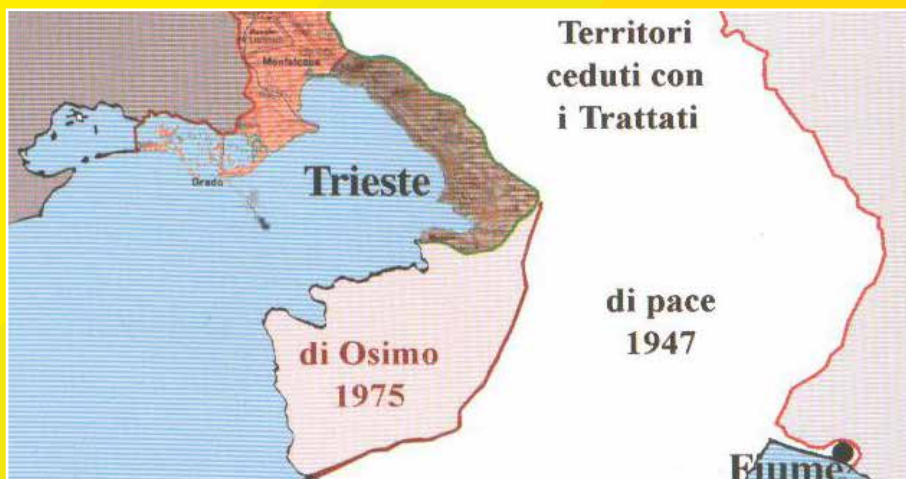 Territori
ceduti con
i Trattati
Monfalcone
Grado
Trieste
di pace
1947
di Osimo
1975
Fiume